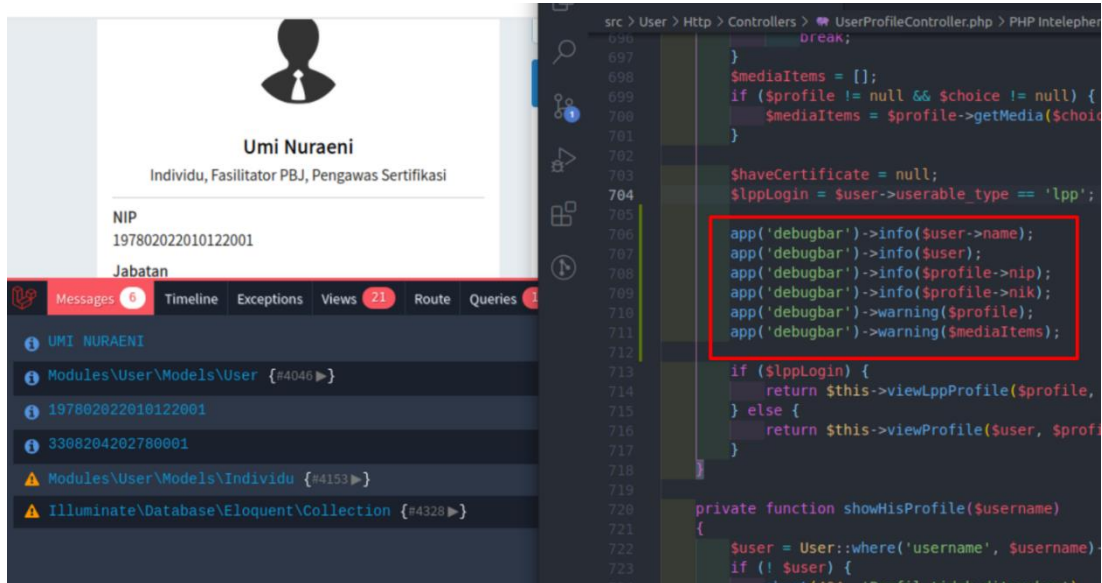 Umi Nuraeni
Individu, Fasilitator PBJ, Pengawas Sertifikasi
NIP
197802022010122001
Jabatan
Messages 6 Timeline Exceptions Views 21 Route Queries 1
UMI NURAENI
Modules\User\Models\User {#4046▶}
197802022010122001
3308204202780001
Modules\User\Models\Individu {#4153▶}
Illuminate\Database\Eloquent\Collection {#4328▶}
1
src > User > Http > Controllers > UserProfileController.php > PHP Intelepher
696 break;
697 }
698 $mediaItems = [];
699 if ($profile != null && $choice != null) {
700 $mediaItems = $profile->getMedia($choic
701 }
702
703 $haveCertificate = null;
704 $lppLogin = $user->userable_type == 'lpp';
705
706 app('debugbar')->info($user->name);
707 app('debugbar')->info($user);
708 app('debugbar')->info($profile->nip);
709 app('debugbar')->info($profile->nik);
710 app('debugbar')->warning($profile);
711 app('debugbar')->warning($mediaItems);
712
713 if ($lppLogin) {
714 return $this->viewLppProfile($profile,
715 } else {
716 return $this->viewProfile($user, $profi
717 }
718 }
719
720 private function showHisProfile($username)
721 {
722 $user = User::where('username', $username)-
723 if (! $user) {